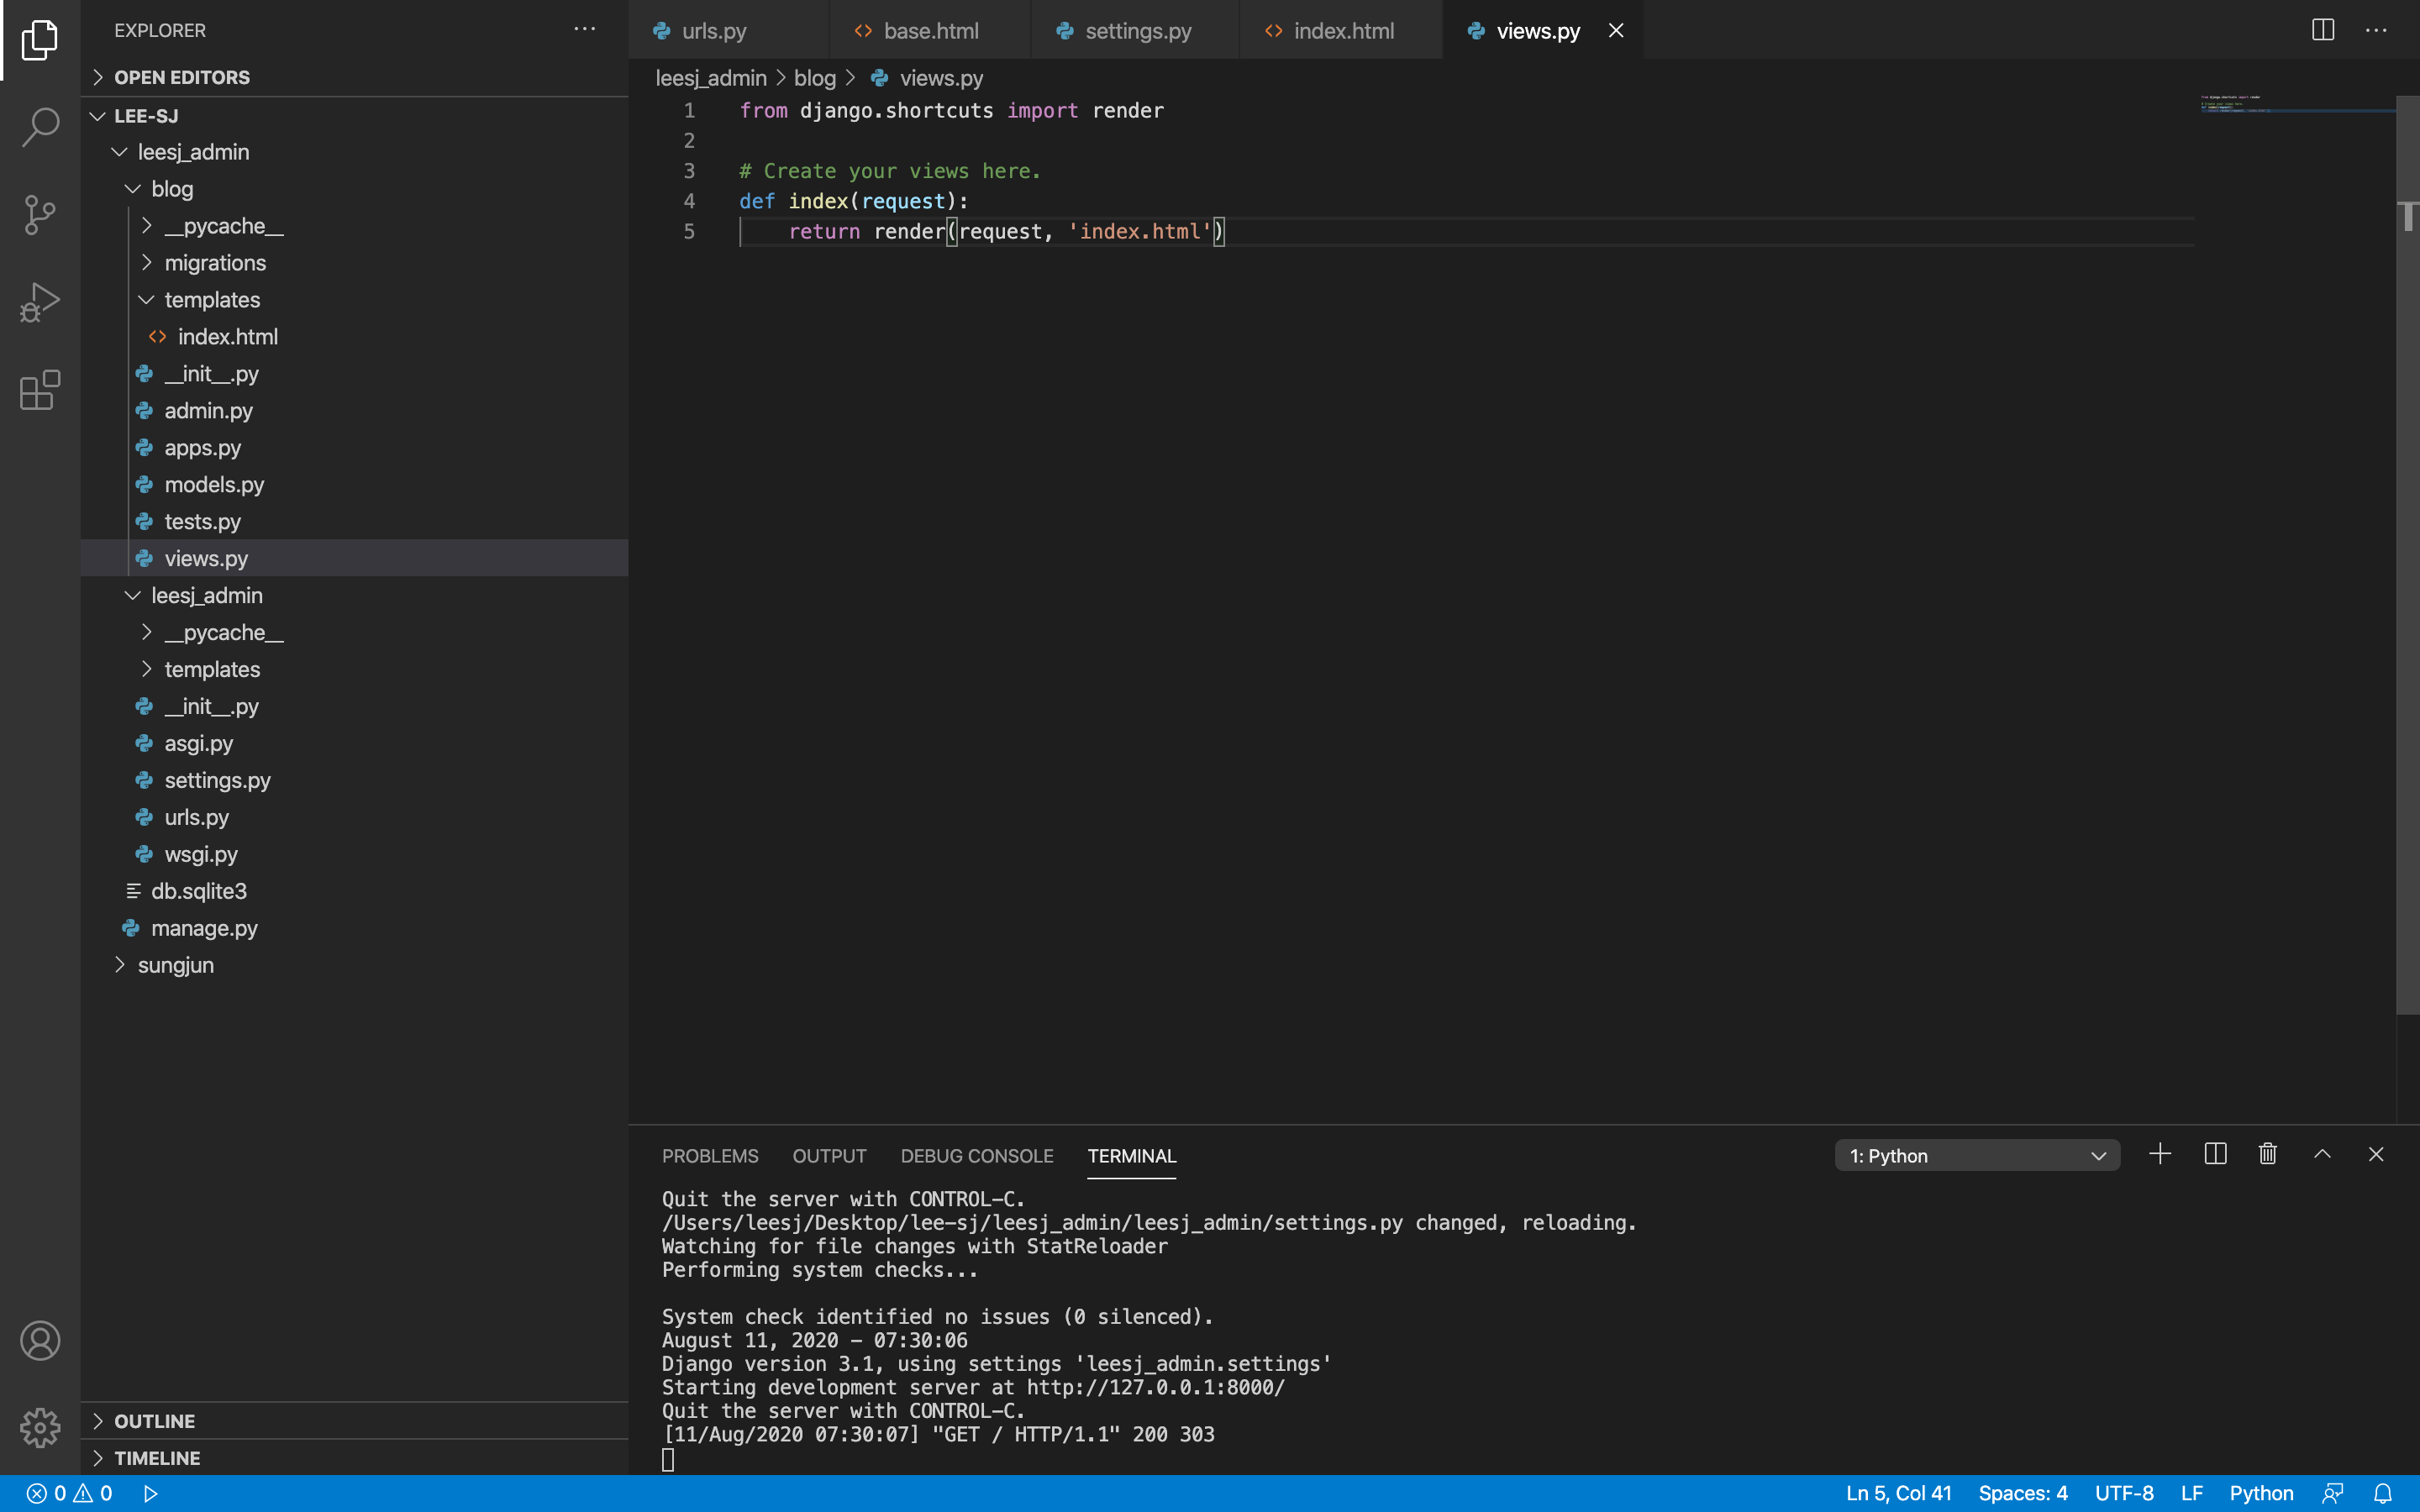 EXPLORER
OPEN EDITORS
LEE-SJ
leesj_admin
blog
__pycache__
migrations
templates
index.html
__init__.py
admin.py
apps.py
models.py
tests.py
views.py
leesj_admin
__pycache__
templates
__init__.py
asgi.py
settings.py
urls.py
wsgi.py
db.sqlite3
manage.py
sungjun
OUTLINE
TIMELINE
urls.py base.html settings.py index.html views.py
leesj_admin > blog > views.py
1 from django.shortcuts import render
2
3 # Create your views here.
4 def index(request):
5 return render(request, 'index.html')
PROBLEMS OUTPUT DEBUG CONSOLE TERMINAL 1: Python
Quit the server with CONTROL-C.
/Users/leesj/Desktop/lee-sj/leesj_admin/leesj_admin/settings.py changed, reloading.
Watching for file changes with StatReloader
Performing system checks...
System check identified no issues (0 silenced).
August 11, 2020 - 07:30:06
Django version 3.1, using settings 'leesj_admin.settings'
Starting development server at http://127.0.0.1:8000/
Quit the server with CONTROL-C.
[11/Aug/2020 07:30:07] "GET / HTTP/1.1" 200 303
0 0 Ln 5, Col 41 Spaces: 4 UTF-8 LF Python